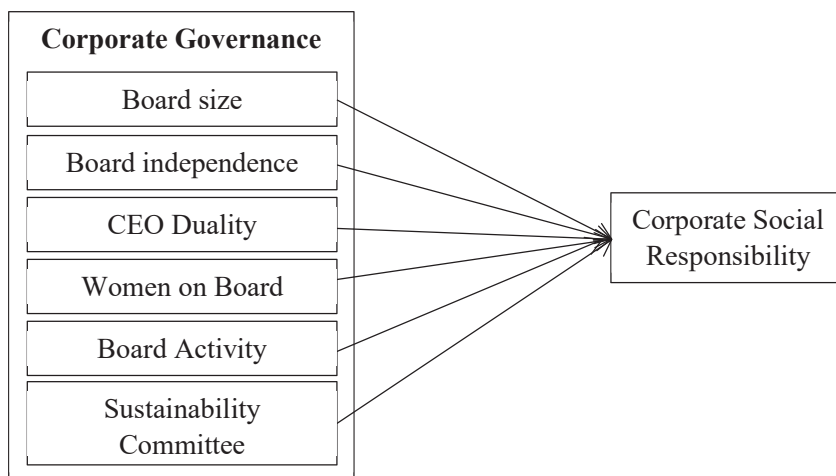 Corporate Governance
Board size
Board independence
CEO Duality
Women on Board
Board Activity
Sustainability
Committee
Corporate Social
Responsibility